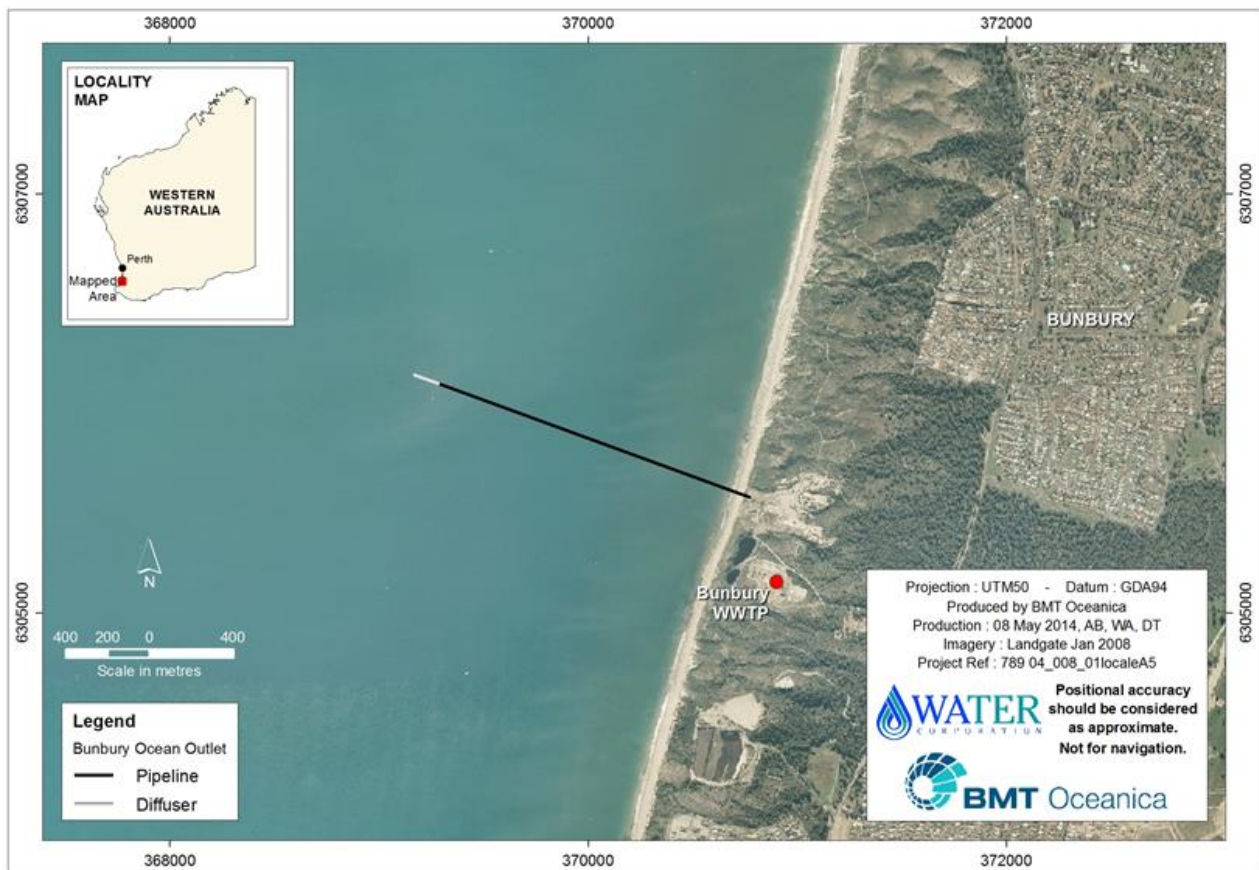 368000
370000
372000
LOCALITY
MAP
WESTERN
AUSTRALIA
Perth
Mapped
Area
6307000
6307000
BUNBURY
N
Bunbury
WWTP
6305000
6305000
400 200 0 400
Scale in metres
Legend
Bunbury Ocean Outlet
Pipeline
Diffuser
Projection : UTM50 - Datum : GDA94
Produced by BMT Oceanica
Production : 08 May 2014, AB, WA, DT
Imagery : Landgate Jan 2008
Project Ref : 789 04_008_01localeA5
WATER
CORPORATION
Positional accuracy
should be considered
as approximate.
Not for navigation.
BMT Oceanica
368000
370000
372000